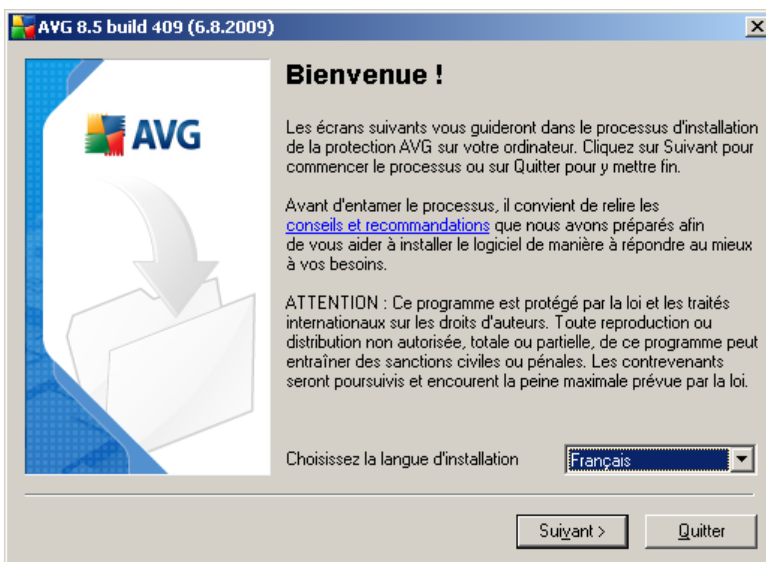 AVG 8.5 build 409 (6.8.2009)
AVG
Bienvenue !
Les écrans suivants vous guideront dans le processus d'installation
de la protection AVG sur votre ordinateur. Cliquez sur Suivant pour
commencer le processus ou sur Quitter pour y mettre fin.
Avant d'entamer le processus, il convient de relire les
conseils et recommandations que nous avons préparés afin
de vous aider à installer le logiciel de manière à répondre au mieux
à vos besoins.
ATTENTION : Ce programme est protégé par la loi et les traités
internationaux sur les droits d'auteurs. Toute reproduction ou
distribution non autorisée, totale ou partielle, de ce programme peut
entraîner des sanctions civiles ou pénales. Les contrevenants
seront poursuivis et encourent la peine maximale prévue par la loi.
Choisissez la langue d'installation
Français
Suivant >
Quitter